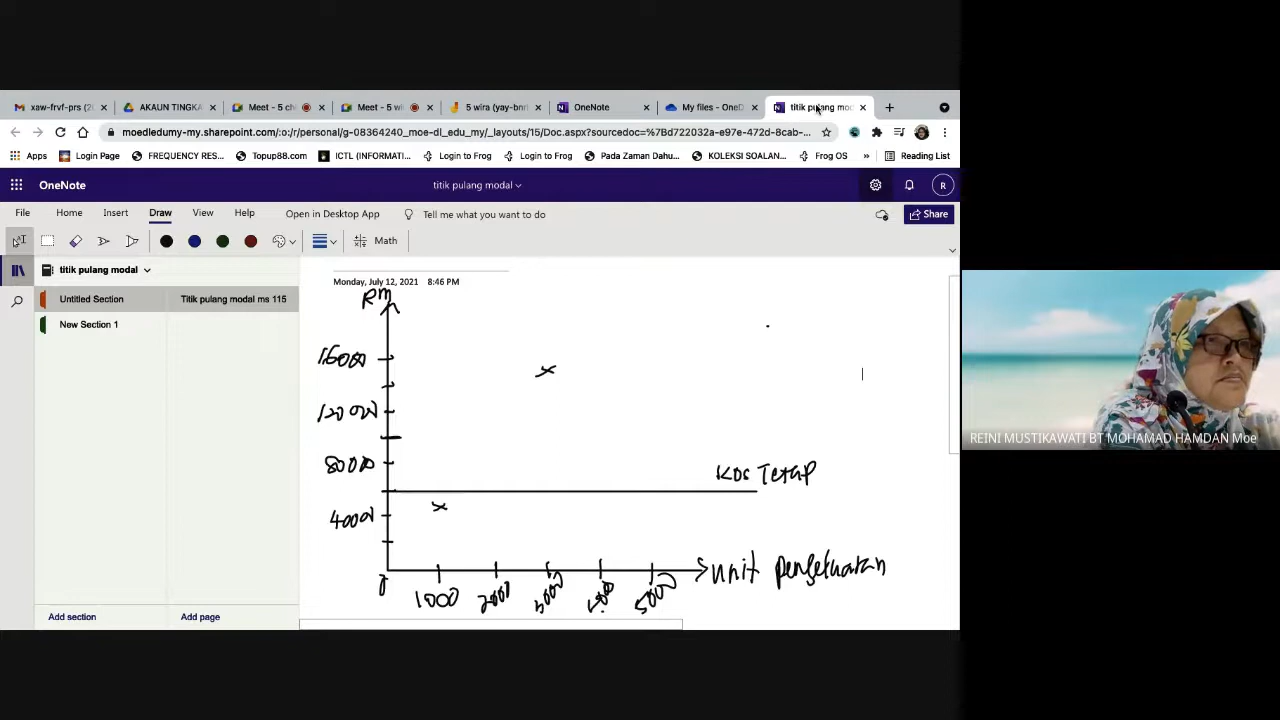 xaw-frvf-prs (2
AKAUN TINGKA
Meet - 5 ch
Meet - 5 w
5 wira (yay-bnr
OneNote
My files - OneD
titik pulang mod
moedledumy-my.sharepoint.com/:o:/r/personal/g-08364240_moe-dl_edu_my/_layouts/15/Doc.aspx?sourcedoc=%7Bd722032a-e97e-472d-8cab-...
Apps
Login Page
FREQUENCY RES...
Topup88.com
ICTL (INFORMATI...
Login to Frog
Login to Frog
Pada Zaman Dahu...
KOLEKSI SOALAN...
Frog OS
»
Reading List
OneNote
titik pulang modal
R
File
Home
Insert
Draw
View
Help
Open in Desktop App
Tell me what you want to do
Share
Math
titik pulang modal
Untitled Section
Titik pulang modal ms 115
New Section 1
Monday, July 12, 2021 8:46 PM
RM
16000
12000
8000
Kos Tetap
4000
0
1000
2000
3000
5000
unit pengeluaran
REINI MUSTIKAWATI BT MOHAMAD HAMDAN Moe
Add section
Add page